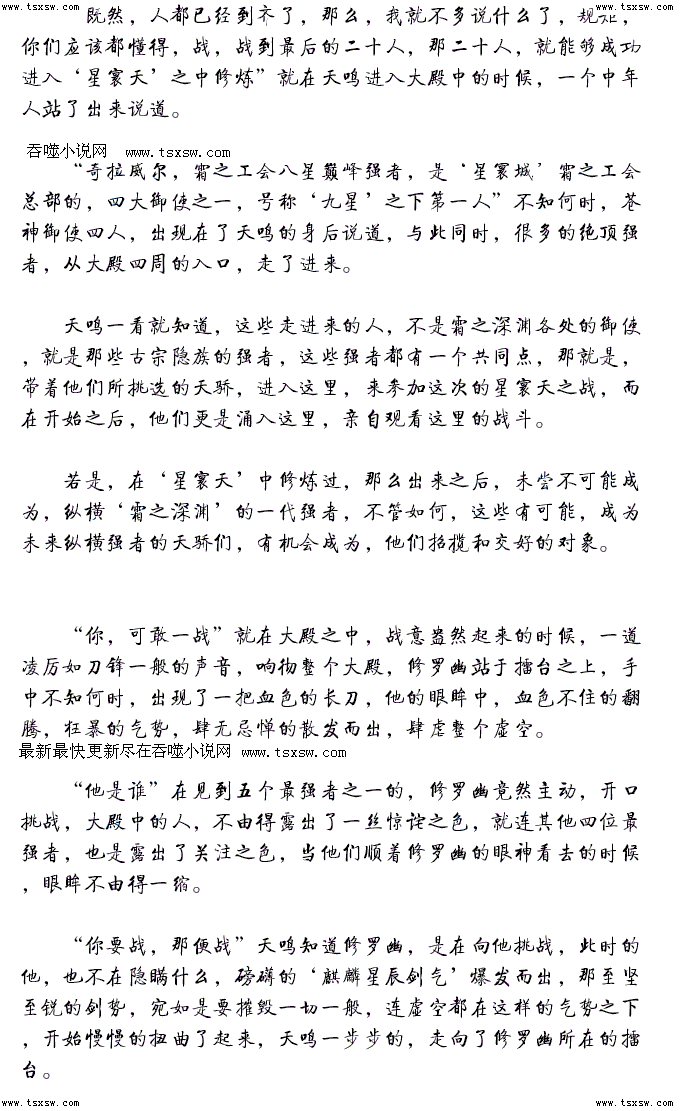 www.tsxsw.com www.tsxsw.com
既然，人都已经到齐了，那么，我就不多说什么了，规
你们应该都懂得，战，战到最后的二十人，那二十人，就能够成功
进入‘星寰天’之中修炼”就在天鸣进入大殿中的时候，一个中年
人站了出来说道。
吞噬小说网 www.tsxsw.com
“奇拉威尔，霜之工会八星巅峰强者，是‘星寰城’霜之工会
总部的，四大御使之一，号称‘九星’之下第一人”不知何时，苍
神御使四人，出现在了天鸣的身后说道，与此同时，很多的绝顶强
者，从大殿四周的入口，走了进来。
天鸣一看就知道，这些走进来的人，不是霜之深渊各处的御使
，就是那些古宗隐族的强者，这些强者都有一个共同点，那就是，
带着他们所挑选的天骄，进入这里，来参加这次的星寰天之战，而
在开始之后，他们更是涌入这里，亲自观看这里的战斗。
若是，在‘星寰天’中修炼过，那么出来之后，未尝不可能成
为，纵横‘霜之深渊’的一代强者，不管如何，这些有可能，成为
未来纵横强者的天骄们，有机会成为，他们招揽和交好的对象。
“你，可敢一战”就在大殿之中，战意盎然起来的时候，一道
凌厉如刀锋一般的声音，响彻整个大殿，修罗幽站于擂台之上，手
中不知何时，出现了一把血色的长刀，他的眼眸中，血色不住的翻
腾，狂暴的气势，肆无忌惮的散发而出，肆虐整个虚空。
最新最快更新尽在吞噬小说网 www.tsxsw.com
“他是谁”在见到五个最强者之一的，修罗幽竟然主动，开口
挑战，大殿中的人，不由得露出了一丝惊诧之色，就连其他四位最
强者，也是露出了关注之色，当他们顺着修罗幽的眼神看去的时候
，眼眸不由得一缩。
“你要战，那便战”天鸣知道修罗幽，是在向他挑战，此时的
他，也不在隐瞒什么，磅礴的‘麒麟星辰剑气’爆发而出，那至坚
至锐的剑势，宛如是要摧毁一切一般，连虚空都在这样的气势之下
，开始慢慢的扭曲了起来，天鸣一步步的，走向了修罗幽所在的擂
台。
www.tsxsw.com www.tsxsw.com